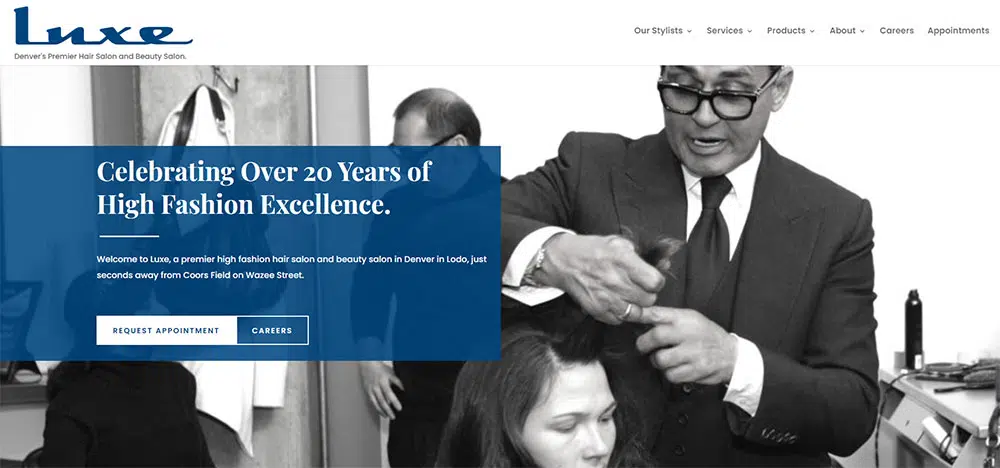 Luxe
Denver's Premier Hair Salon and Beauty Salon.
Our Stylists
Services
Products
About
Careers
Appointments
Celebrating Over 20 Years of
High Fashion Excellence.
Welcome to Luxe, a premier high fashion hair salon and beauty salon in Denver in Lodo, just
seconds away from Coors Field on Wazee Street.
REQUEST APPOINTMENT
CAREERS